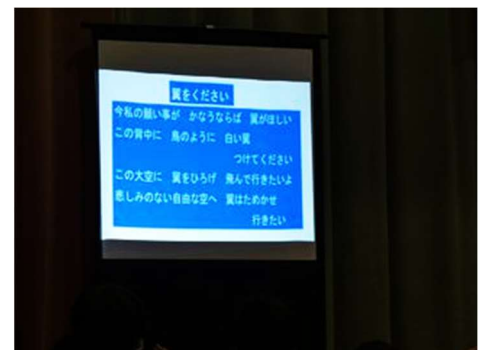 翼をください
今私の願い事が かなうならば 翼がほしい
この背中に 鳥のように 白い翼
つけてください
この大空に 翼をひろげ 飛んで行きたいよ
悲しみのない自由な空へ 翼はためかせ
行きたい